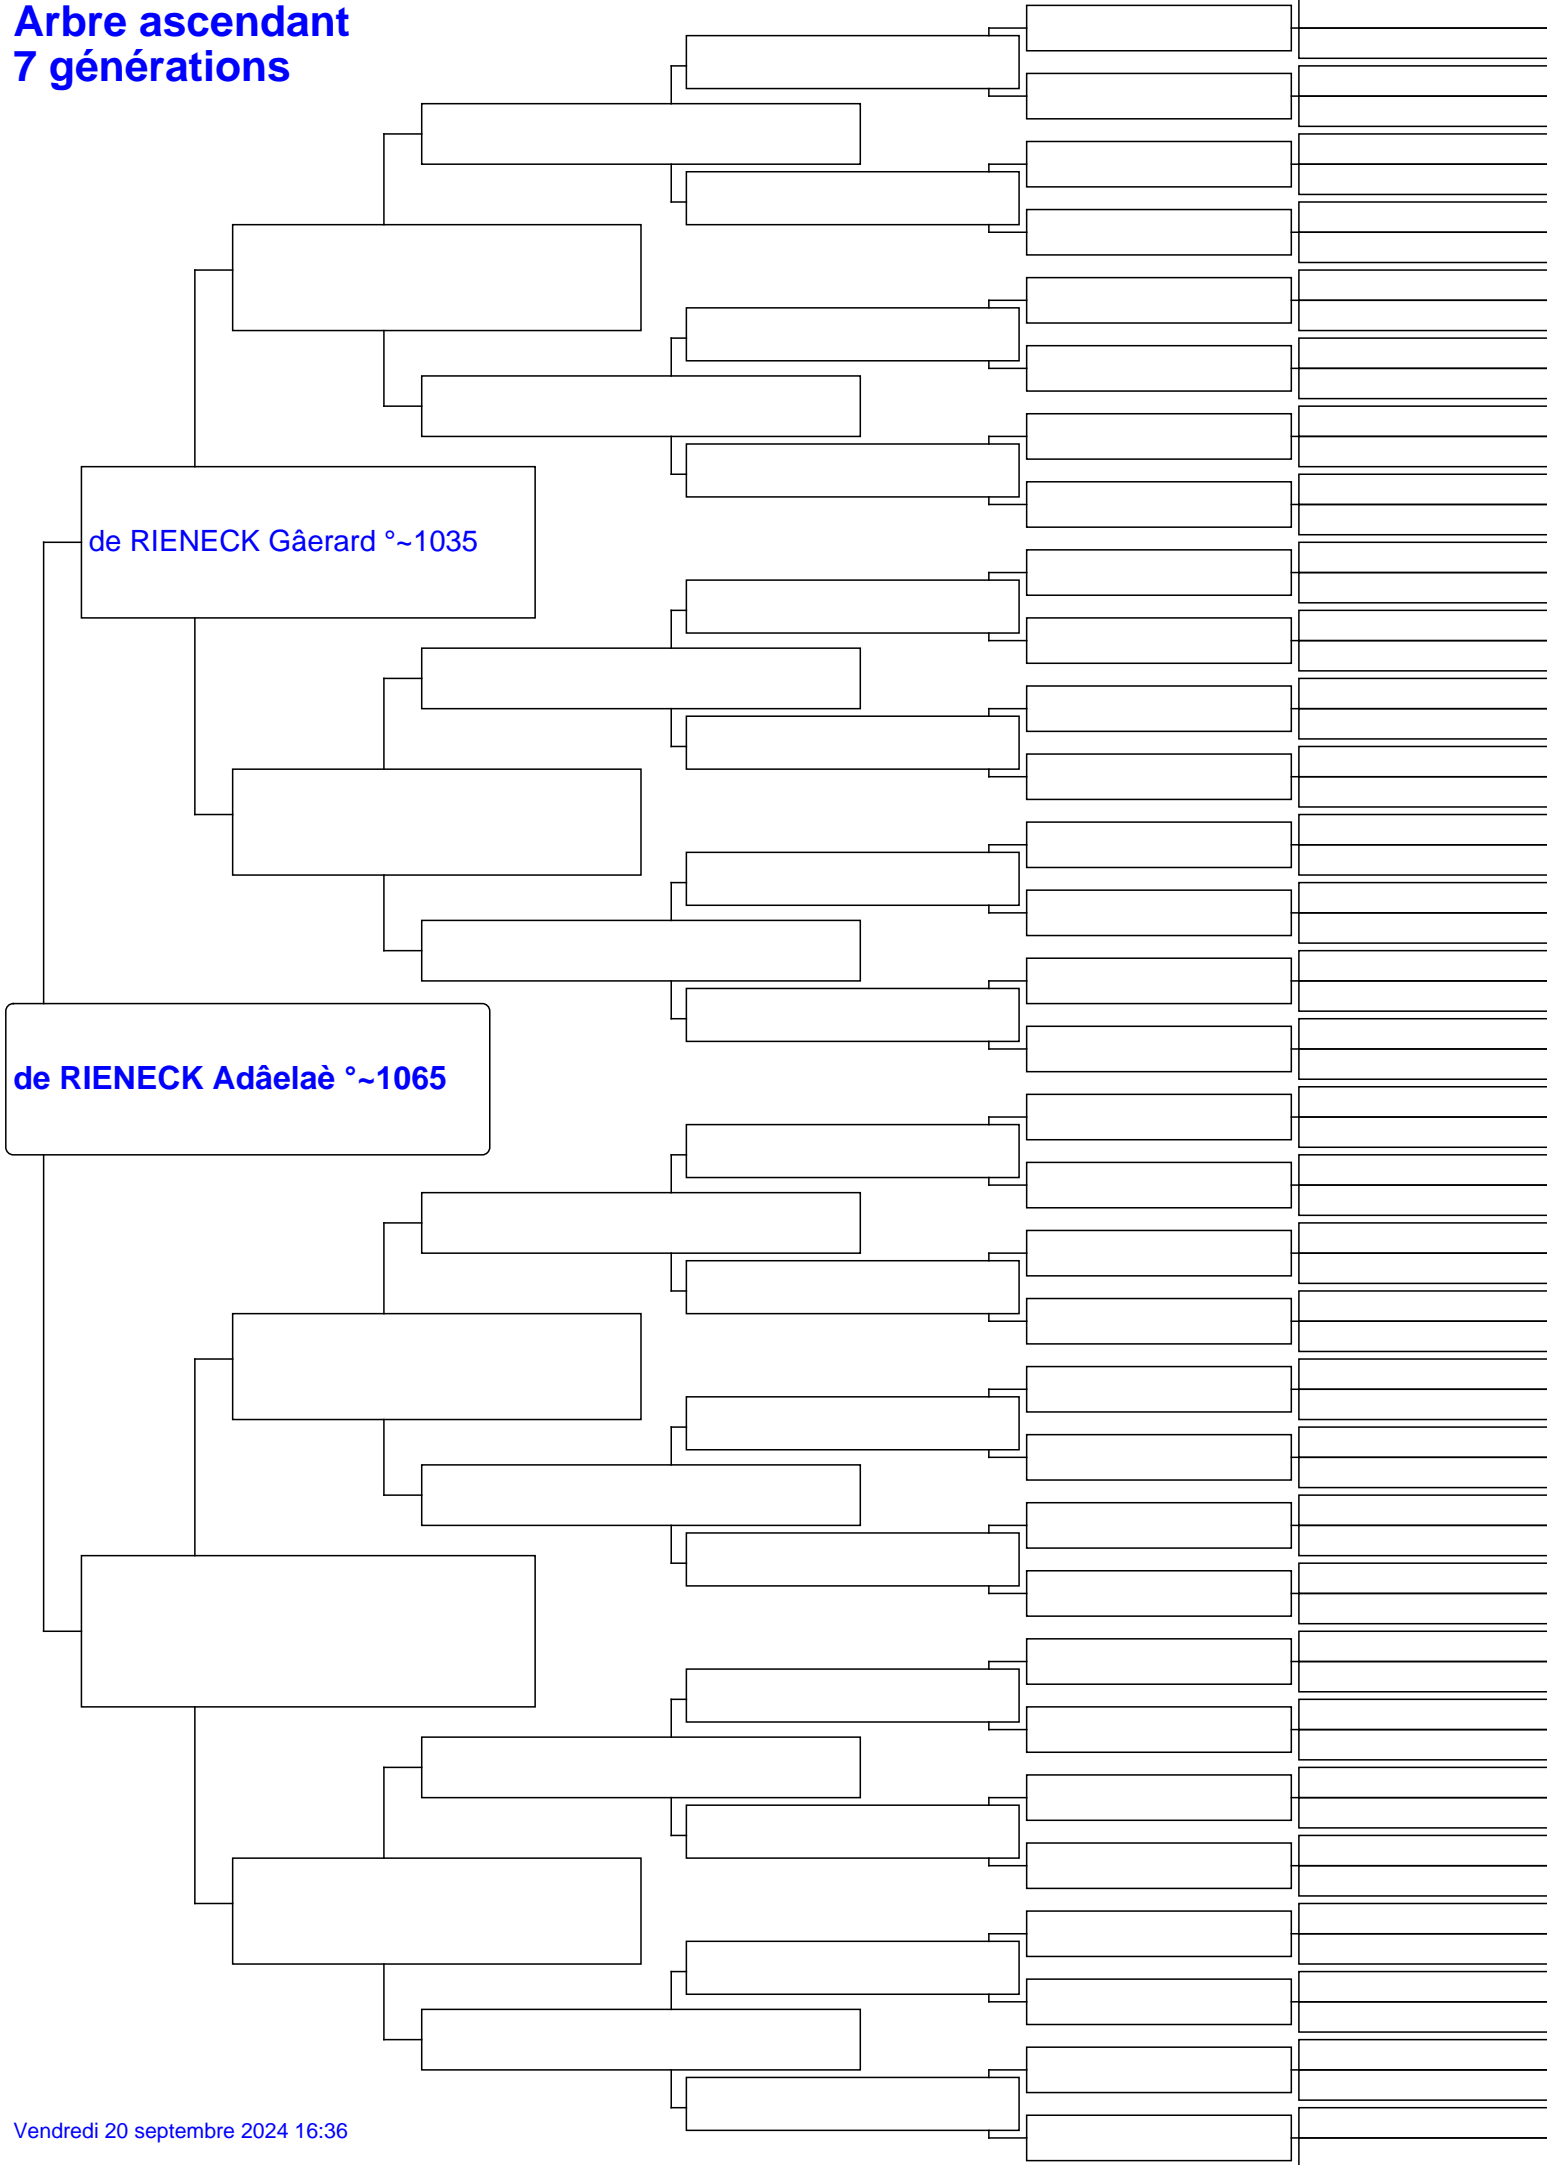 Arbre ascendant
7 générations
de RIENECK Gâerard °~1035
de RIENECK Adâelaè °~1065
Vendredi 20 septembre 2024 16:36